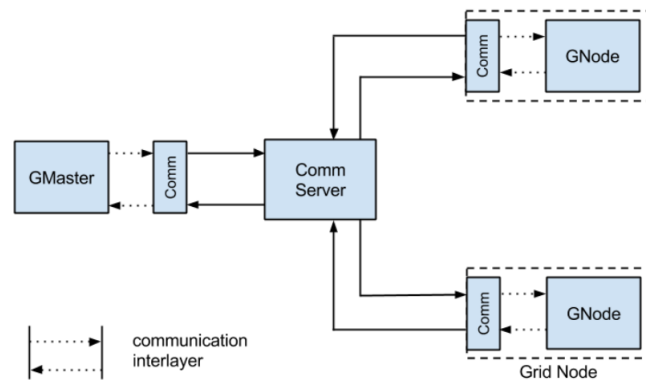 Comm
GNode
GMaster
Comm
Comm
Server
Comm
GNode
communication
interlayer
Grid Node